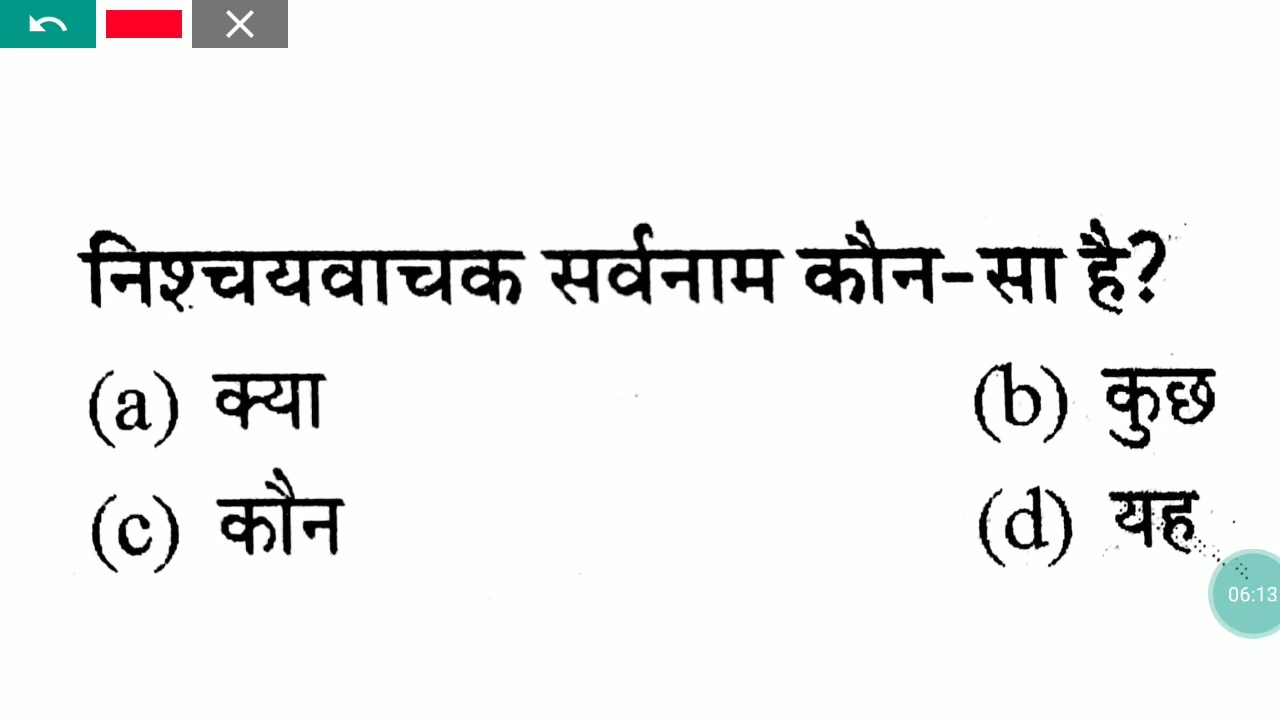 निश्चयवाचक सर्वनाम कौन-सा है?
(a) क्या (b) कुछ
(c) कौन (d) यह
06:13